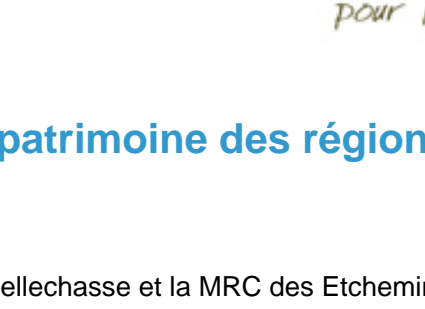 pour
patrimoine des région
ellechasse et la MRC des Etchemin